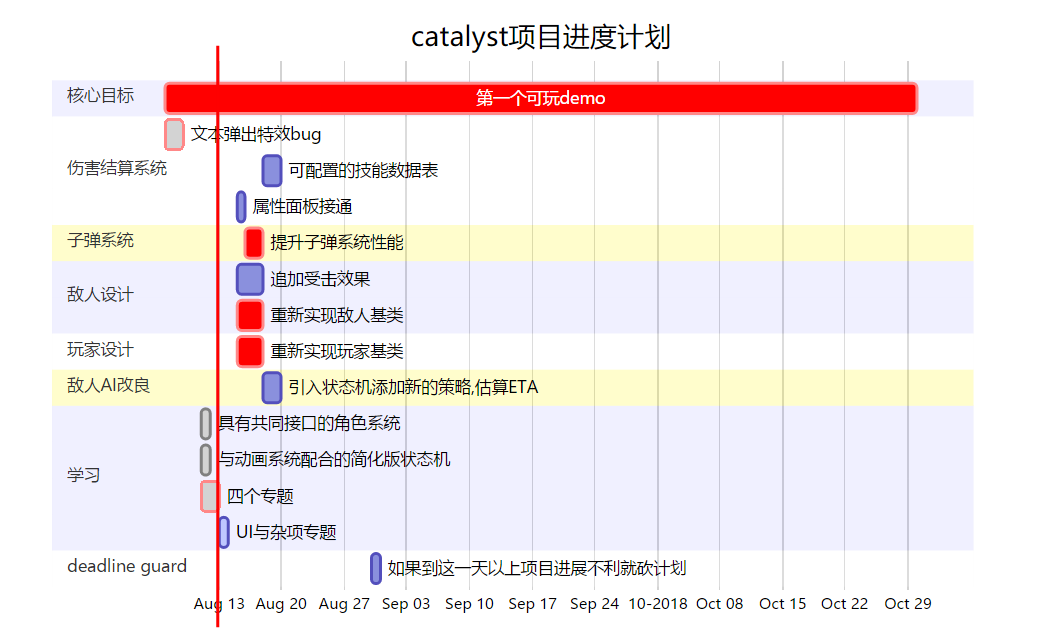 catalyst项目进度计划
核心目标
第一个可玩demo
文本弹出特效bug
伤害结算系统
可配置的技能数据表
属性面板接通
子弹系统
提升子弹系统性能
敌人设计
追加受击效果
重新实现敌人基类
玩家设计
重新实现玩家基类
敌人AI改良
引入状态机添加新的策略,估算ETA
学习
具有共同接口的角色系统
与动画系统配合的简化版状态机
四个专题
UI与杂项专题
deadline guard
如果到这一天以上项目进展不利就砍计划
Aug 13 Aug 20 Aug 27 Sep 03 Sep 10 Sep 17 Sep 24 10-2018 Oct 08 Oct 15 Oct 22 Oct 29